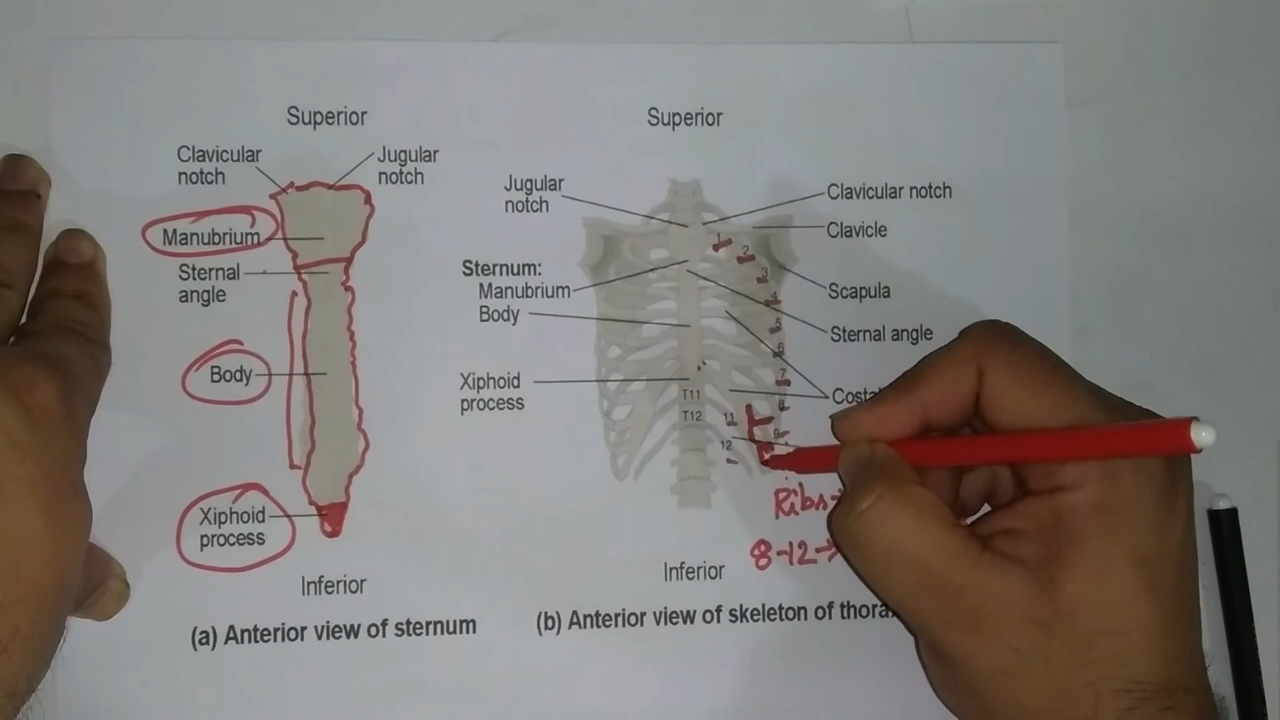 Superior
Clavicular
notch
Jugular
notch
Manubrium
Sternal
angle
Body
Xiphoid
process
Inferior
(a) Anterior view of sternum
Superior
Jugular
notch
Clavicular notch
Clavicle
Sternum:
Manubrium
Body
Scapula
Sternal angle
Xiphoid
process
1
2
3
4
5
6
7
8
9
T11
T12
11
12
Ribs
8-12→
Inferior
(b) Anterior view of skeleton of